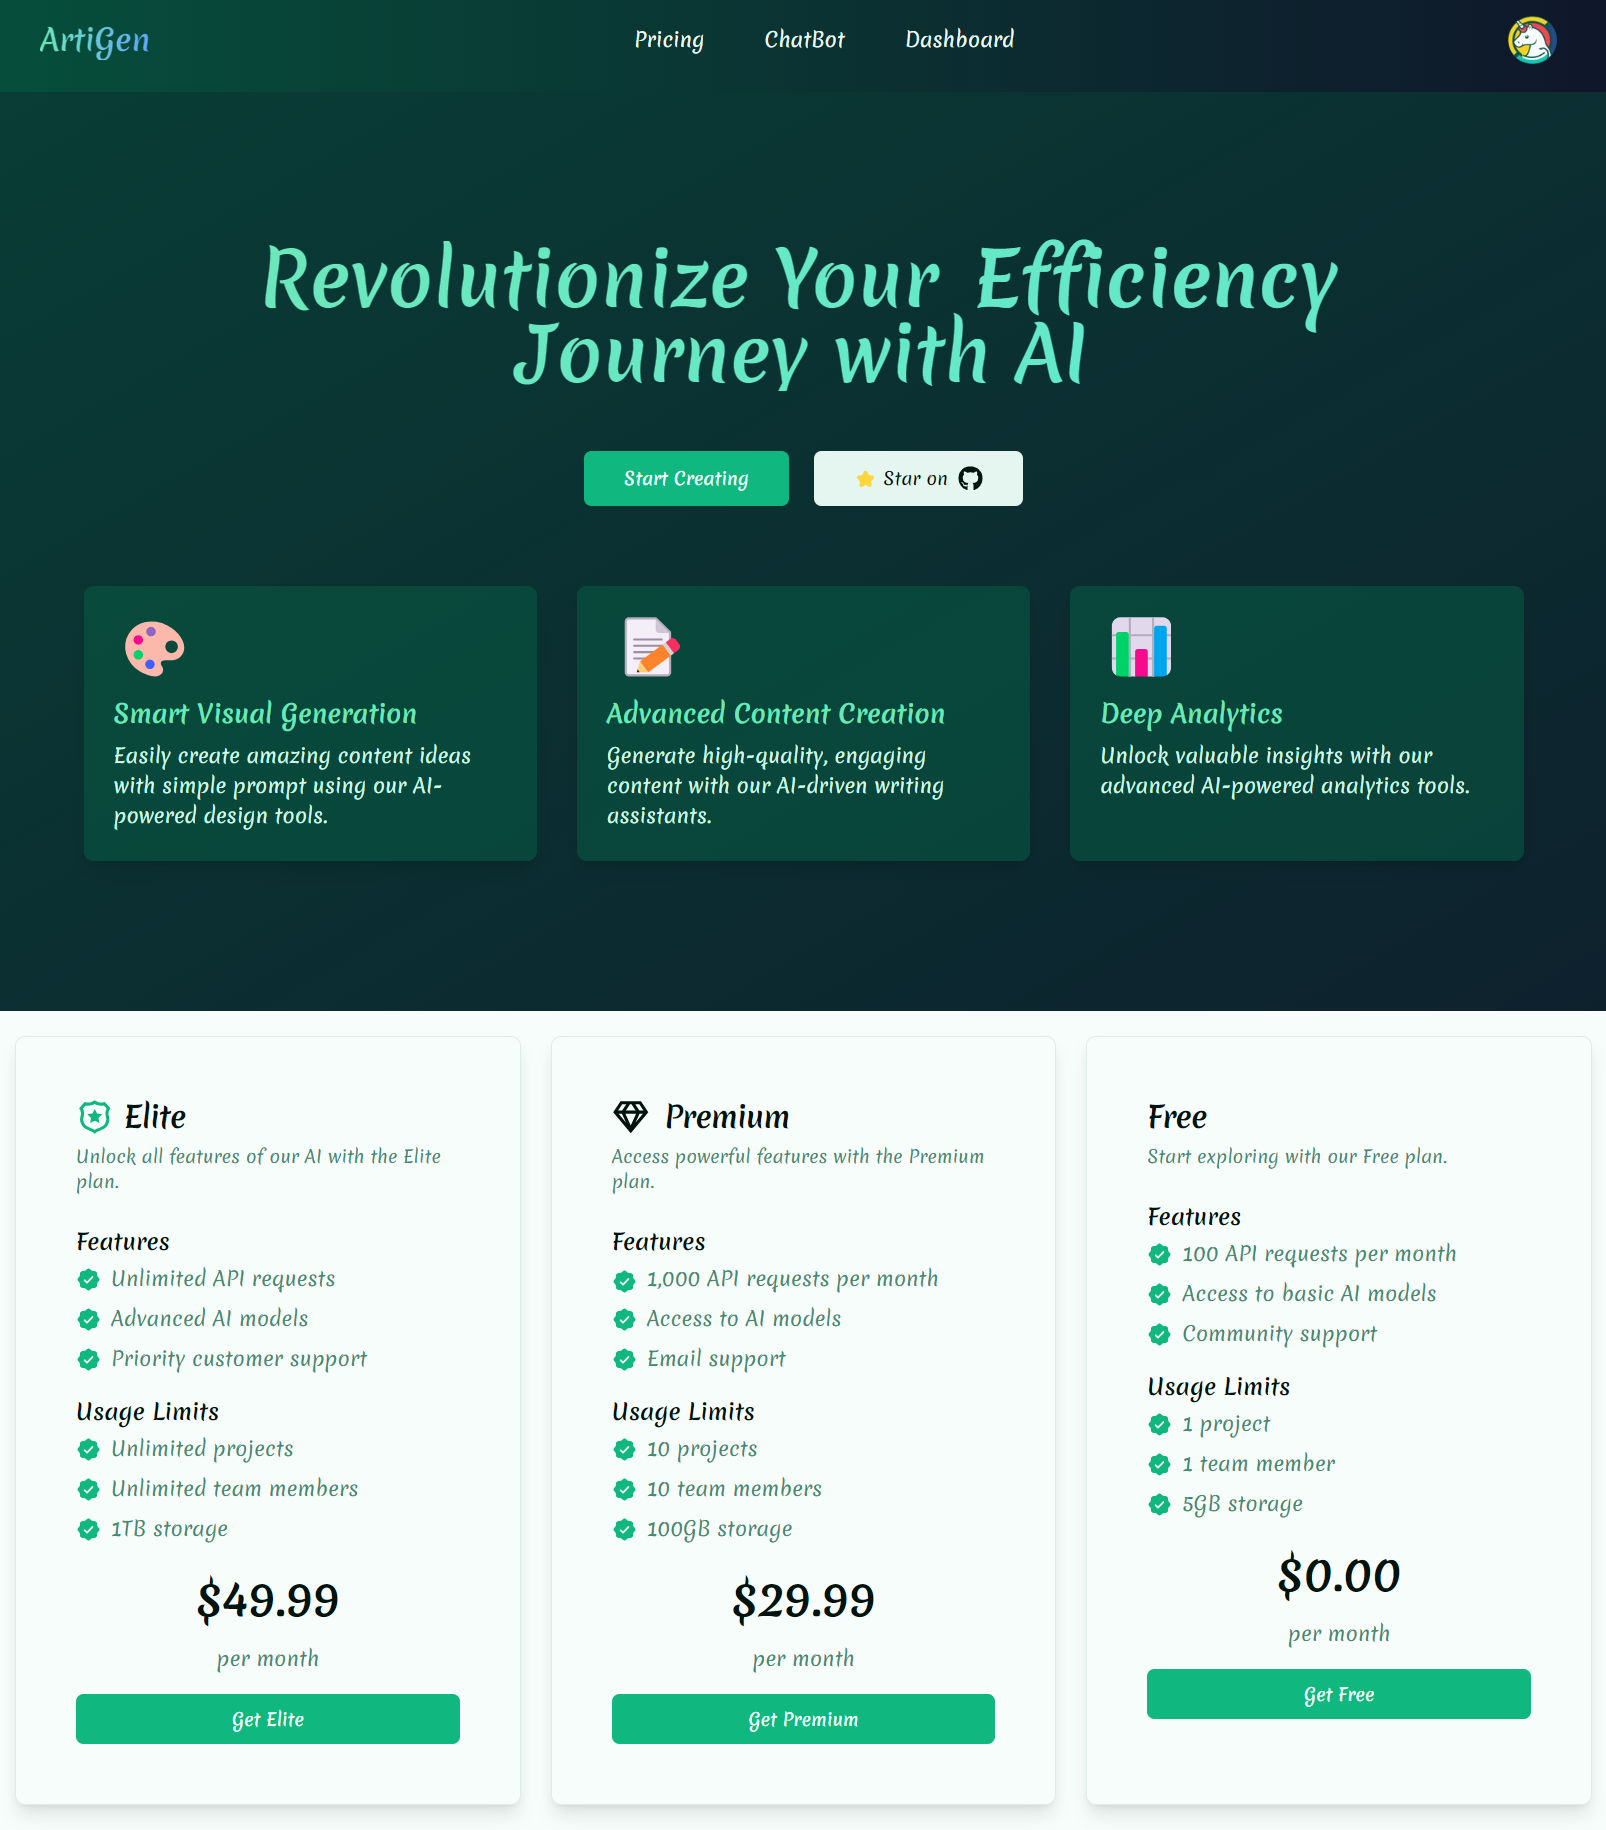 ArtiGen
Pricing
ChatBot
Dashboard
Revolutionize Your Efficiency
Journey with AI
Start Creating
Star on
Smart Visual Generation
Easily create amazing content ideas
with simple prompt using our AI-
powered design tools.
Advanced Content Creation
Generate high-quality, engaging
content with our AI-driven writing
assistants.
Deep Analytics
Unlock valuable insights with our
advanced AI-powered analytics tools.
Elite
Unlock all features of our AI with the Elite
plan.
Features
Unlimited API requests
Advanced AI models
Priority customer support
Usage Limits
Unlimited projects
Unlimited team members
1TB storage
$49.99
per month
Get Elite
Premium
Access powerful features with the Premium
plan.
Features
1,000 API requests per month
Access to AI models
Email support
Usage Limits
10 projects
10 team members
100GB storage
$29.99
per month
Get Premium
Free
Start exploring with our Free plan.
Features
100 API requests per month
Access to basic AI models
Community support
Usage Limits
1 project
1 team member
5GB storage
$0.00
per month
Get Free